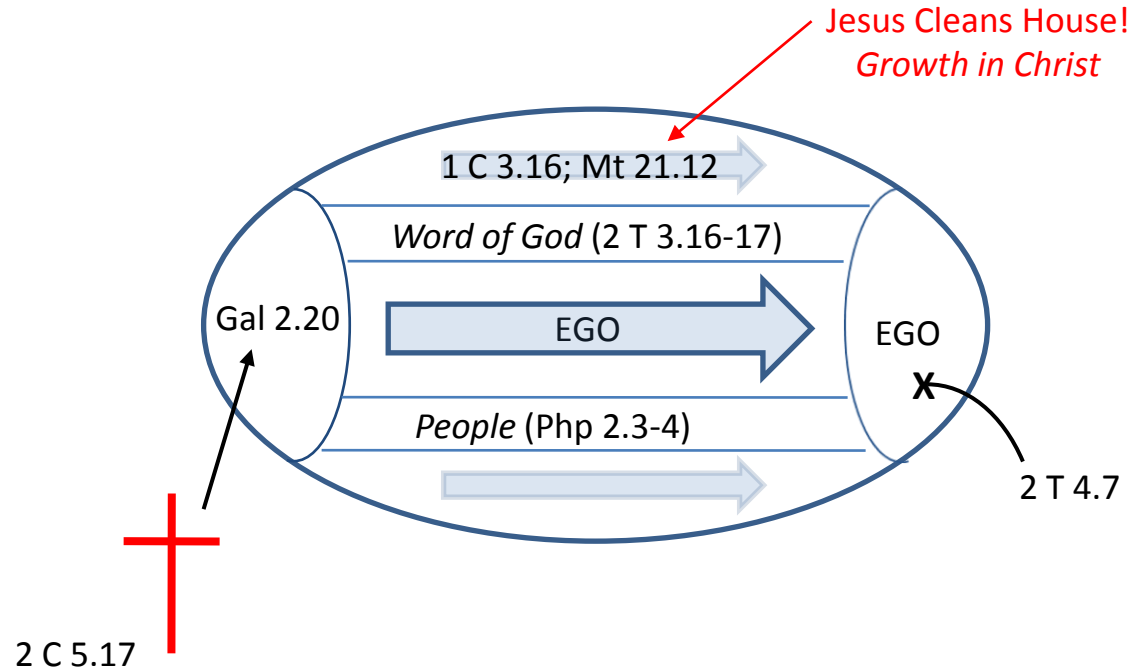 Jesus Cleans House!
Growth in Christ
1 C 3.16; Mt 21.12
Word of God (2 T 3.16-17)
Gal 2.20
EGO
EGO
X
People (Php 2.3-4)
2 T 4.7
2 C 5.17